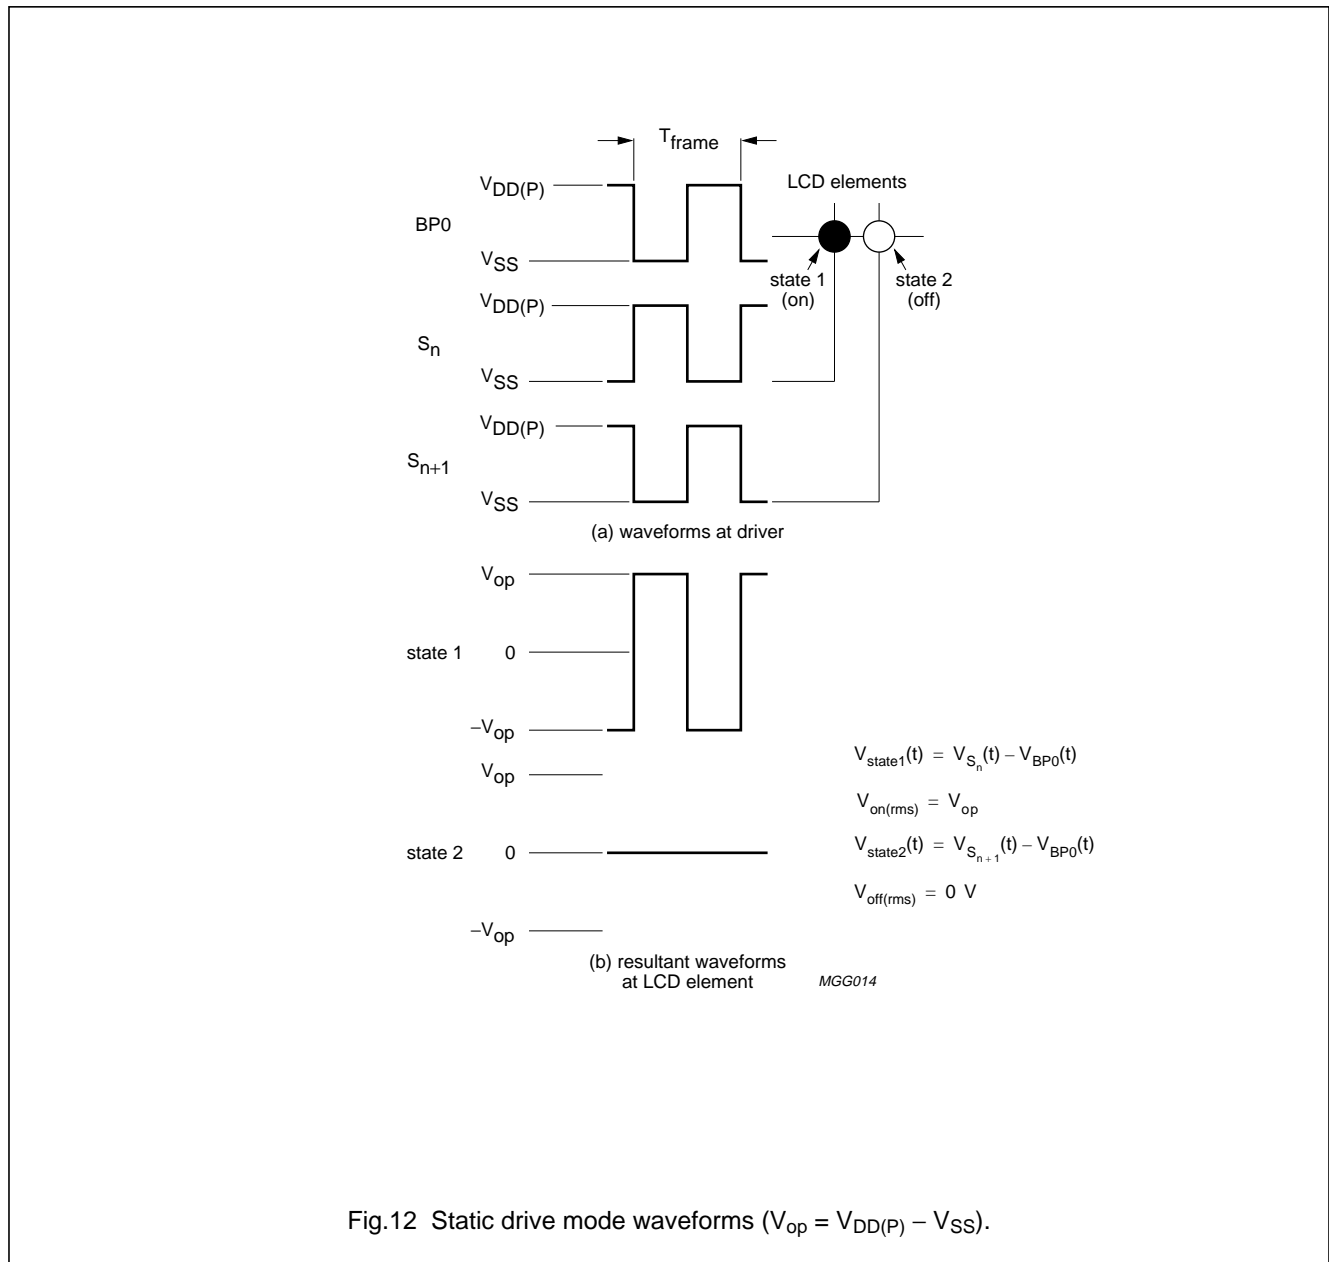 T_frame
V_DD(P)
BP0
V_SS
LCD elements
state 1
(on)
state 2
(off)
V_DD(P)
S_n
V_SS
V_DD(P)
S_n+1
V_SS
(a) waveforms at driver
V_op
state 1 0
−V_op
V_op
state 2 0
−V_op
V_state1(t) = V_S_n(t) − V_BP0(t)
V_on(rms) = V_op
V_state2(t) = V_S_n+1(t) − V_BP0(t)
V_off(rms) = 0 V
(b) resultant waveforms
at LCD element
MGG014
Fig.12 Static drive mode waveforms (V_op = V_DD(P) − V_SS).